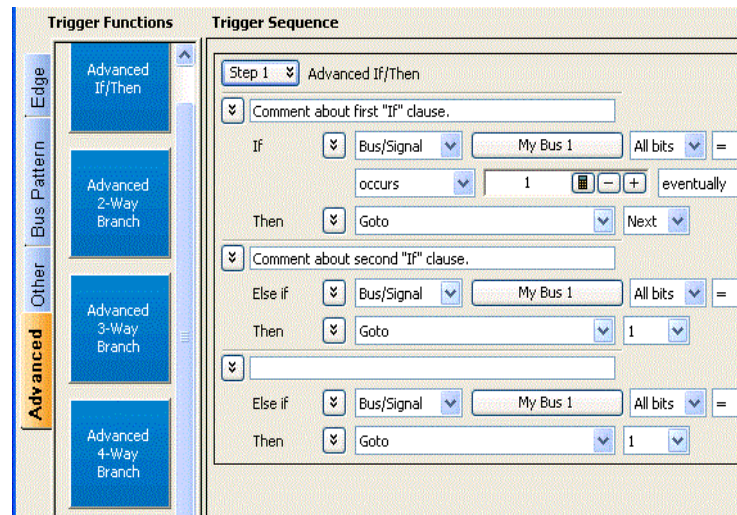 Trigger Functions
Trigger Sequence
Edge
Bus Pattern
Other
Advanced
Advanced
If/Then
Advanced
2-Way
Branch
Advanced
3-Way
Branch
Advanced
4-Way
Branch
Step 1 Advanced If/Then
Comment about first "If" clause.
If Bus/Signal My Bus 1 All bits =
occurs 1 - + eventually
Then Goto Next
Comment about second "If" clause.
Else if Bus/Signal My Bus 1 All bits =
Then Goto 1
Else if Bus/Signal My Bus 1 All bits =
Then Goto 1